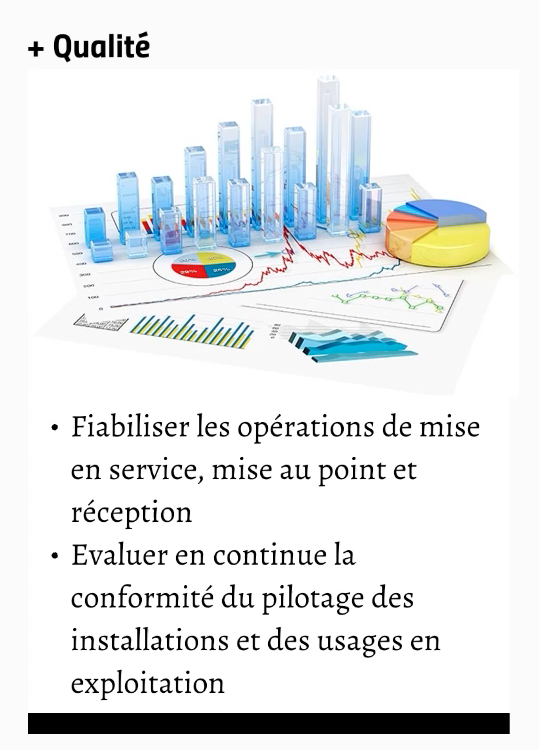 + Qualité
• Fiabiliser les opérations de mise
en service, mise au point et
réception
• Evaluer en continue la
conformité du pilotage des
installations et des usages en
exploitation